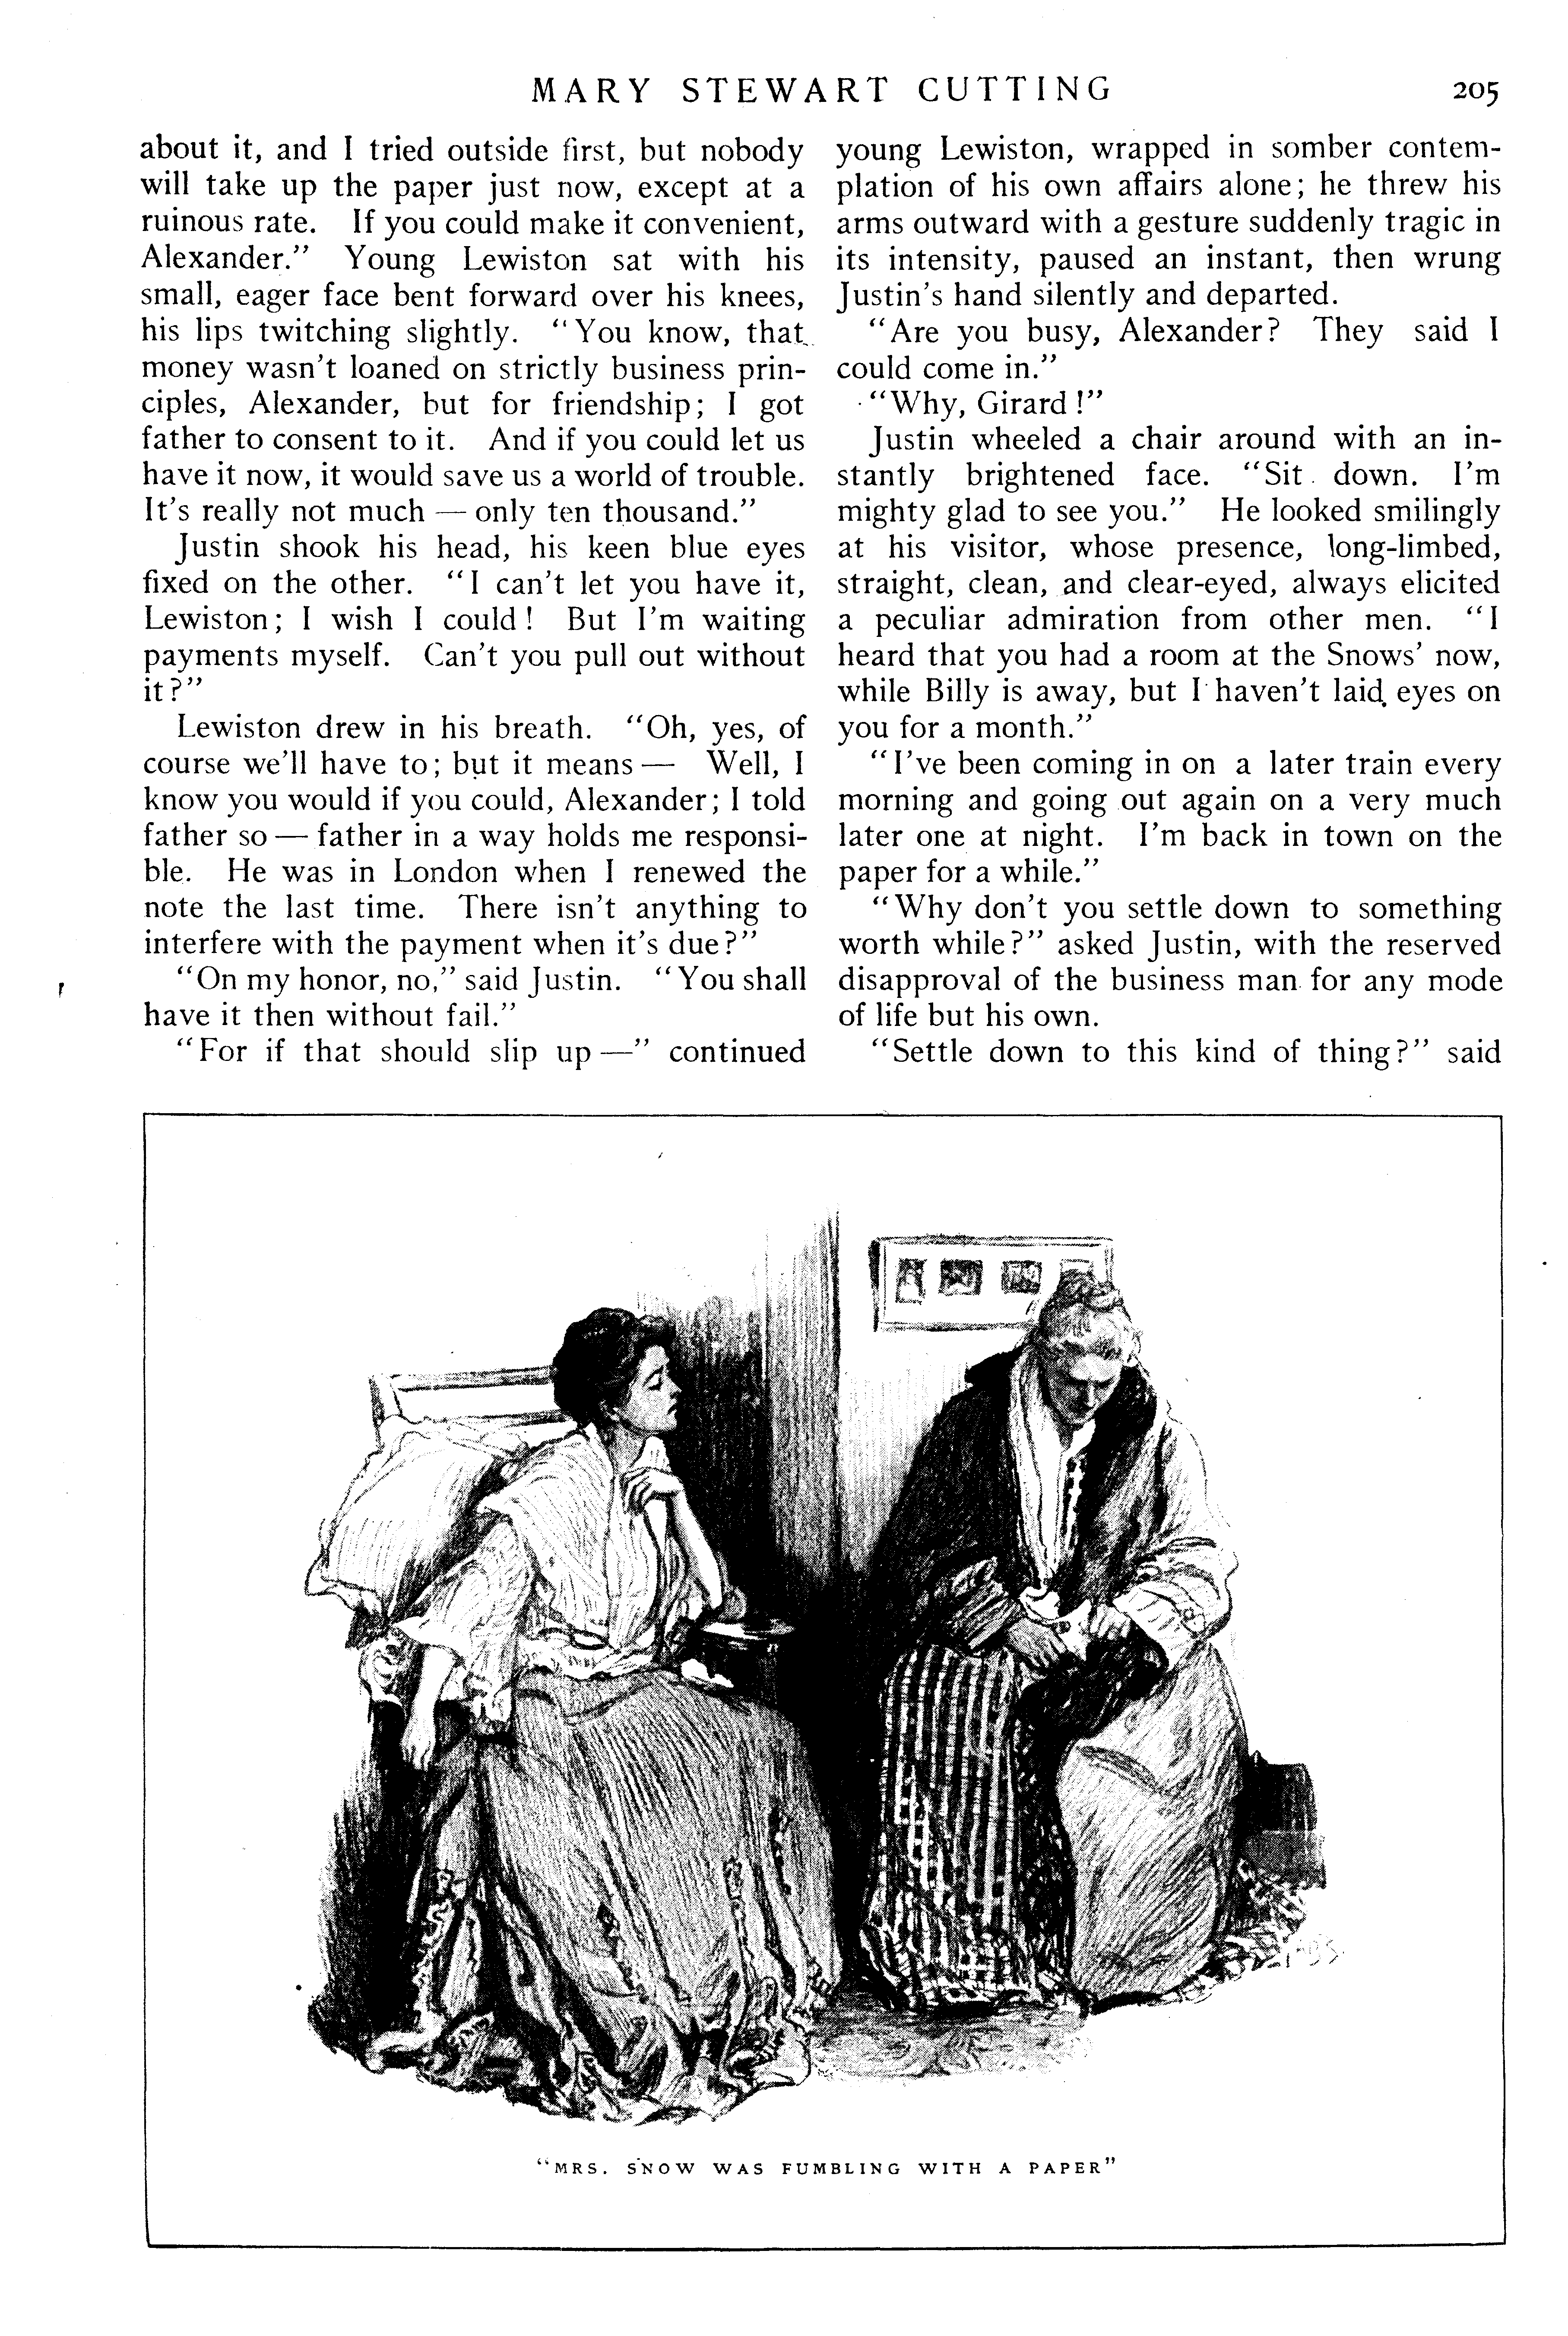 MARY STEWART CUTTING
205
about it, and I tried outside first, but nobody
will take up the paper just now, except at a
ruinous rate. If you could make it convenient,
Alexander.” Young Lewiston sat with his
small, eager face bent forward over his knees,
his lips twitching slightly. “You know, that
money wasn’t loaned on strictly business prin-
ciples, Alexander, but for friendship; I got
father to consent to it. And if you could let us
have it now, it would save us a world of trouble.
It’s really not much — only ten thousand.”
Justin shook his head, his keen blue eyes
fixed on the other. “I can’t let you have it,
Lewiston; I wish I could! But I’m waiting
payments myself. Can’t you pull out without
it?”
Lewiston drew in his breath. “Oh, yes, of
course we’ll have to; but it means — Well, I
know you would if you could, Alexander; I told
father so — father in a way holds me responsi-
ble. He was in London when I renewed the
note the last time. There isn’t anything to
interfere with the payment when it’s due?”
“On my honor, no,” said Justin. “You shall
have it then without fail.”
“For if that should slip up —” continued
young Lewiston, wrapped in somber contem-
plation of his own affairs alone; he threw his
arms outward with a gesture suddenly tragic in
its intensity, paused an instant, then wrung
Justin’s hand silently and departed.
“Are you busy, Alexander? They said I
could come in.”
“Why, Girard!”
Justin wheeled a chair around with an in-
stantly brightened face. “Sit down. I’m
mighty glad to see you.” He looked smilingly
at his visitor, whose presence, long-limbed,
straight, clean, and clear-eyed, always elicited
a peculiar admiration from other men. “I
heard that you had a room at the Snows’ now,
while Billy is away, but I haven’t laid eyes on
you for a month.”
“I’ve been coming in on a later train every
morning and going out again on a very much
later one at night. I’m back in town on the
paper for a while.”
“Why don’t you settle down to something
worth while?” asked Justin, with the reserved
disapproval of the business man for any mode
of life but his own.
“Settle down to this kind of thing?” said
“MRS. SNOW WAS FUMBLING WITH A PAPER”